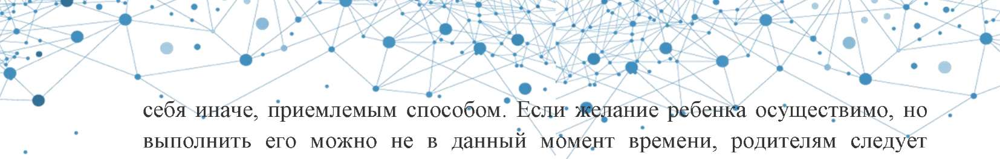 себя иначе, приемлемым способом. Если желание ребенка осуществимо, но
выполнить его можно не в данный момент времени, родителям следует